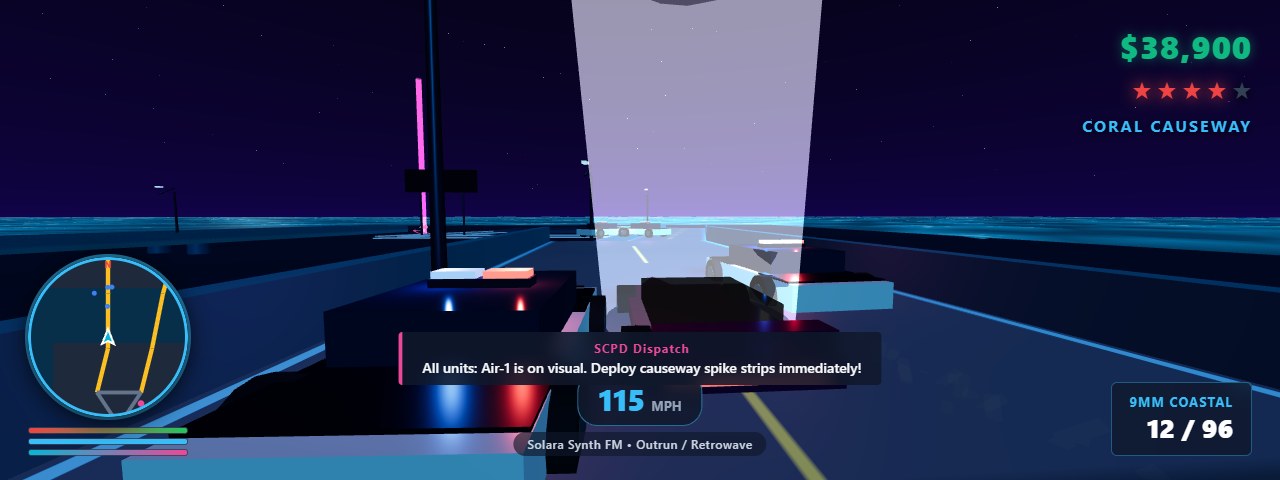 $38,900
CORAL CAUSEWAY
SCPD Dispatch
All units: Air-1 is on visual. Deploy causeway spike strips immediately!
115 MPH
Solara Synth FM • Outrun / Retrowave
9MM COASTAL
12 / 96